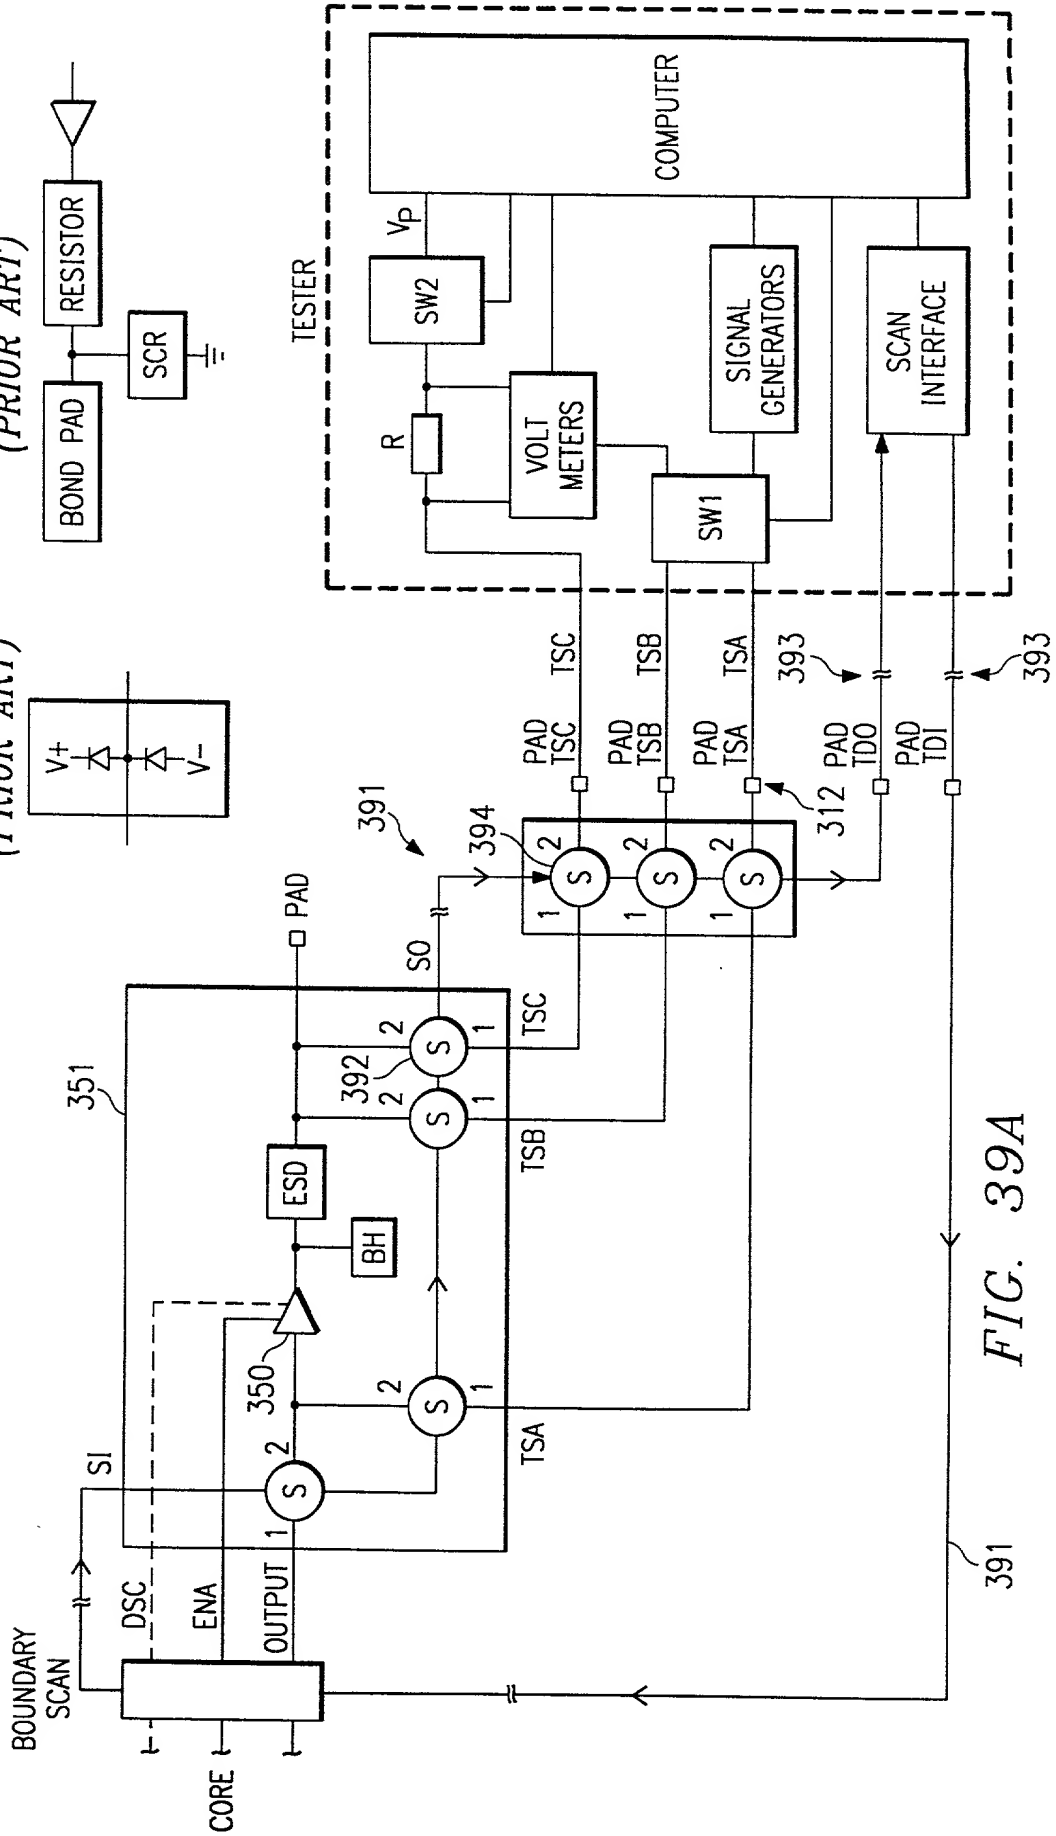 (PRIOR ART)
V+
V-
(PRIOR ART)
BOND PAD
RESISTOR
SCR
BOUNDARY
SCAN
CORE
DSC
ENA
OUTPUT
SI
351
1
S
2
350
BH
ESD
PAD
2
S
1
TSA
2
S
1
TSB
392
2
S
1
TSC
SO
391
394
1
S
2
1
S
2
1
S
2
PAD
TSC
PAD
TSB
PAD
TSA
312
PAD
TDO
PAD
TDI
TSC
TSB
TSA
393
393
TESTER
R
SW2
VP
VOLT
METERS
SW1
SIGNAL
GENERATORS
SCAN
INTERFACE
COMPUTER
391
FIG. 39A